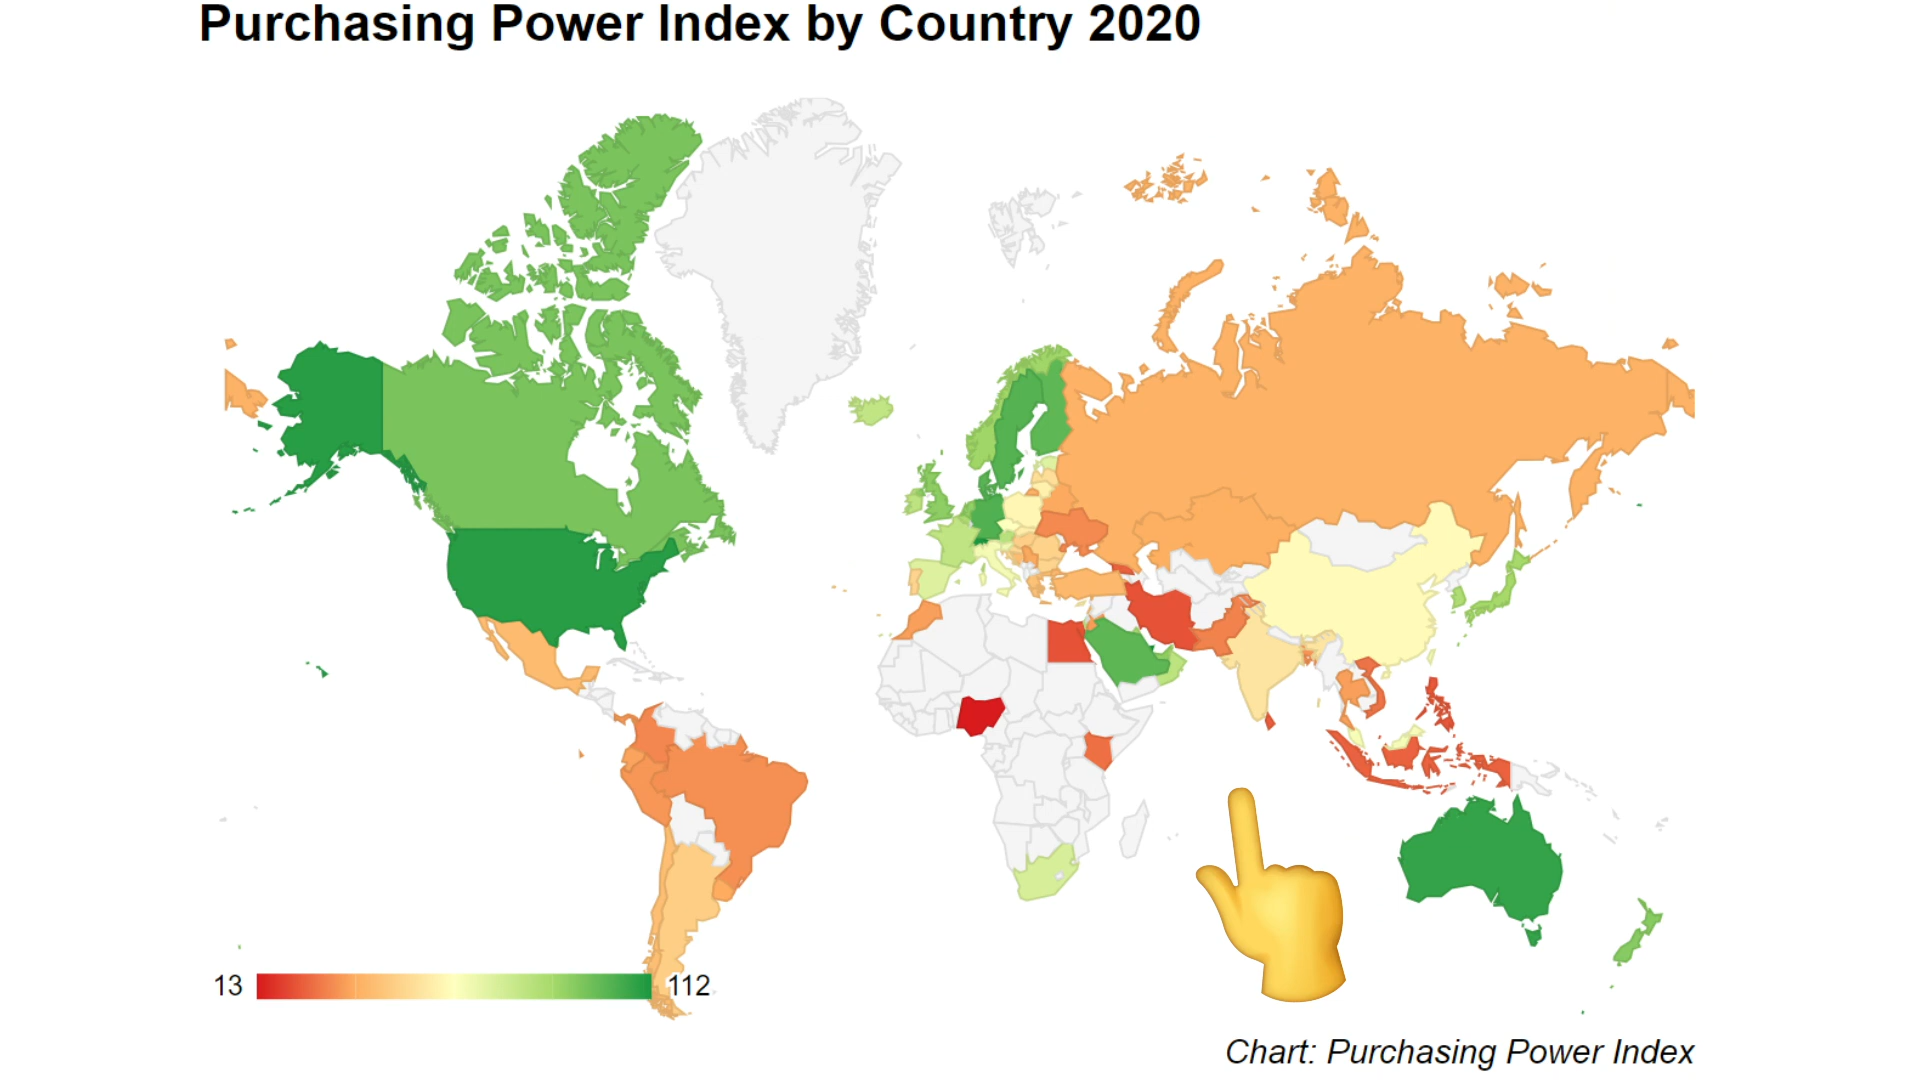 Purchasing Power Index by Country 2020
13
112
Chart: Purchasing Power Index